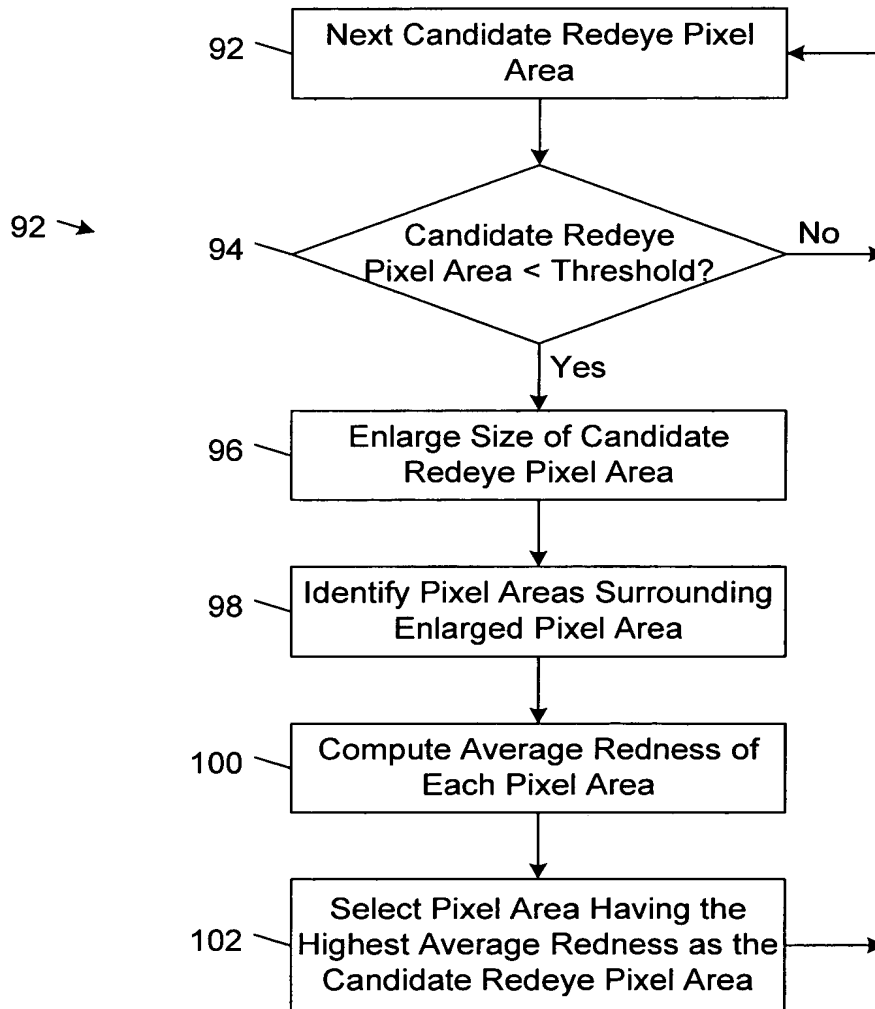 92
Next Candidate Redeye Pixel
Area
92
94
Candidate Redeye
Pixel Area < Threshold?
No
Yes
96
Enlarge Size of Candidate
Redeye Pixel Area
98
Identify Pixel Areas Surrounding
Enlarged Pixel Area
100
Compute Average Redness of
Each Pixel Area
102
Select Pixel Area Having the
Highest Average Redness as the
Candidate Redeye Pixel Area